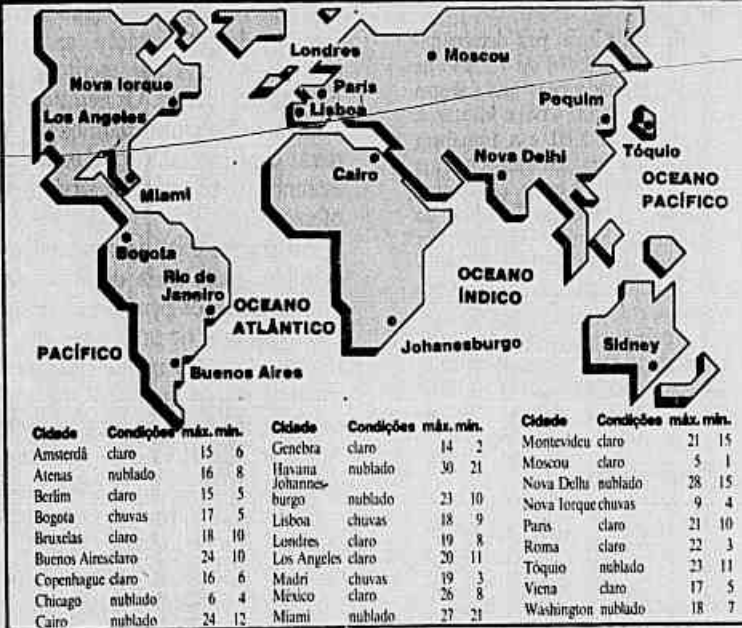 Londres
Moscou
Nova Iorque
Paris
Los Angeles
Lisboa
Pequim
Cairo
Nova Delhi
Tóquio
Miami
OCEANO
PACÍFICO
Bogota
Rio de
Janeiro
OCEANO
ATLÂNTICO
OCEANO
ÍNDICO
PACÍFICO
Johanesburgo
Sidney
Buenos Aires
Cidade Condições máx. min.
Amsterdã claro 15 6
Atenas nublado 16 8
Berlim claro 15 5
Bogota chuvas 17 5
Bruxelas claro 18 10
Buenos Aires claro 24 10
Copenhague claro 16 6
Chicago nublado 6 4
Cairo nublado 24 12
Cidade Condições máx. min.
Genebra claro 14 2
Havana nublado 30 21
Johannes-
burgo nublado 23 10
Lisboa chuvas 18 9
Londres claro 19 8
Los Angeles claro 20 11
Madri chuvas 19 3
México claro 26 8
Miami nublado 27 21
Cidade Condições máx. min.
Montevideu claro 21 15
Moscou claro 5 1
Nova Delhi nublado 28 15
Nova Iorque chuvas 9 4
Paris claro 21 10
Roma claro 22 3
Tóquio nublado 23 11
Viena claro 17 5
Washington nublado 18 7